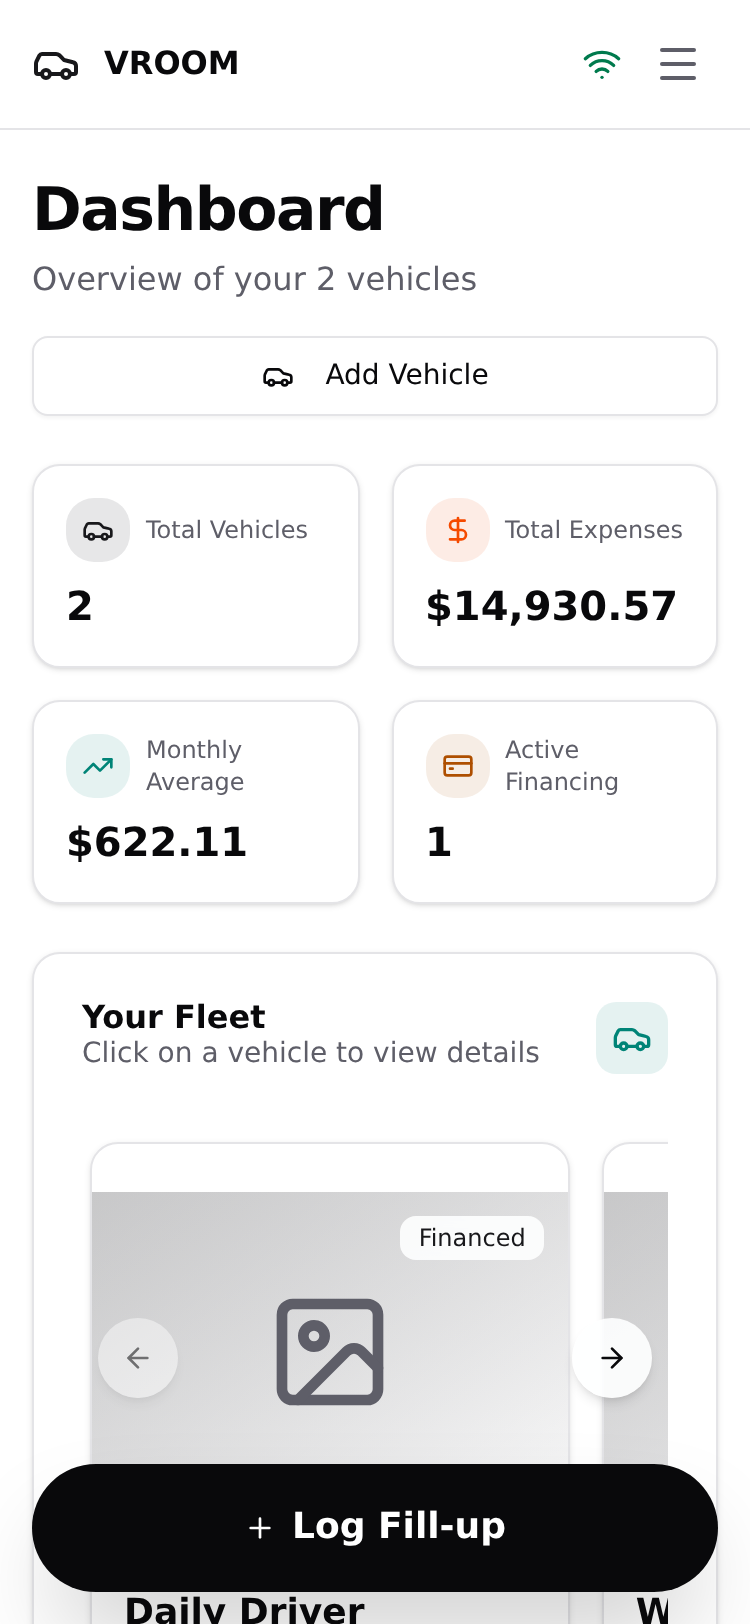 VROOM
Dashboard
Overview of your 2 vehicles
Add Vehicle
Total Vehicles
2
Total Expenses
$14,930.57
Monthly
Average
$622.11
Active
Financing
1
Your Fleet
Click on a vehicle to view details
Financed
+ Log Fill-up
Daily Driver
W